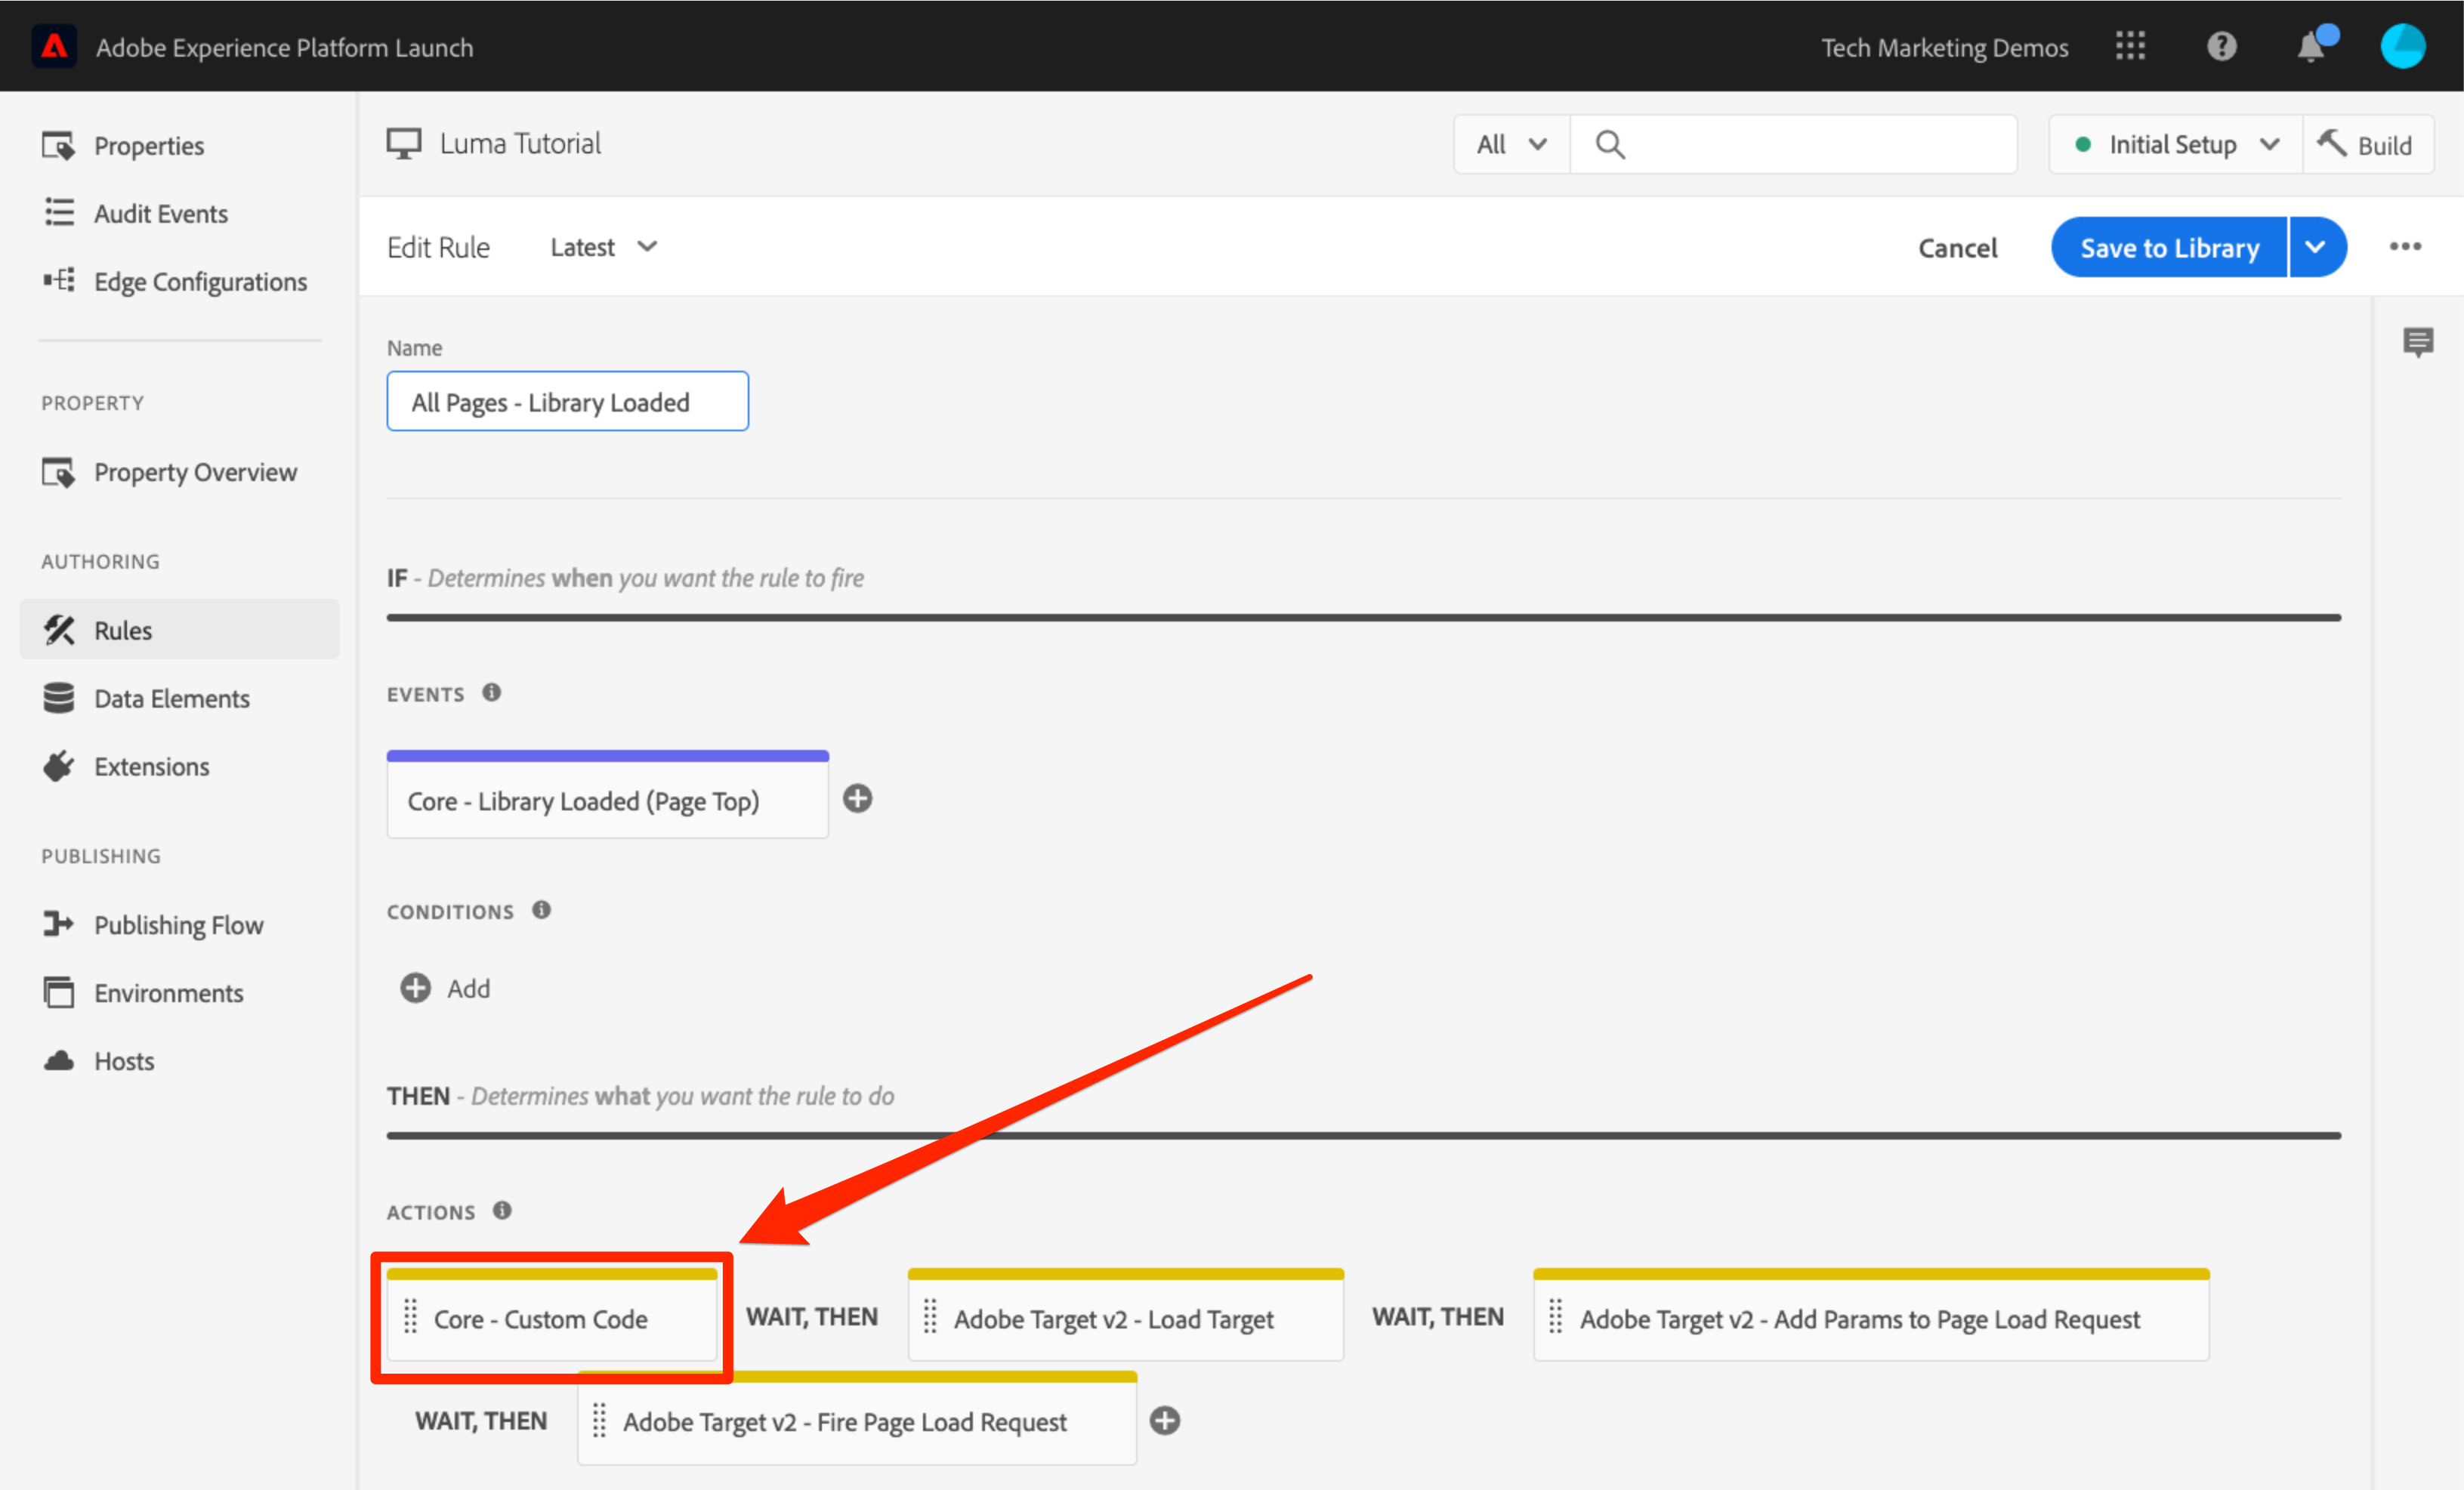 Adobe Experience Platform Launch
Tech Marketing Demos
Properties
Audit Events
Edge Configurations
PROPERTY
Property Overview
AUTHORING
Rules
Data Elements
Extensions
PUBLISHING
Publishing Flow
Environments
Hosts
Luma Tutorial
All
Initial Setup
Build
Edit Rule
Latest
Cancel
Save to Library
Name
All Pages - Library Loaded
IF - Determines when you want the rule to fire
EVENTS
Core - Library Loaded (Page Top)
CONDITIONS
Add
THEN - Determines what you want the rule to do
ACTIONS
Core - Custom Code
WAIT, THEN
Adobe Target v2 - Load Target
WAIT, THEN
Adobe Target v2 - Add Params to Page Load Request
WAIT, THEN
Adobe Target v2 - Fire Page Load Request